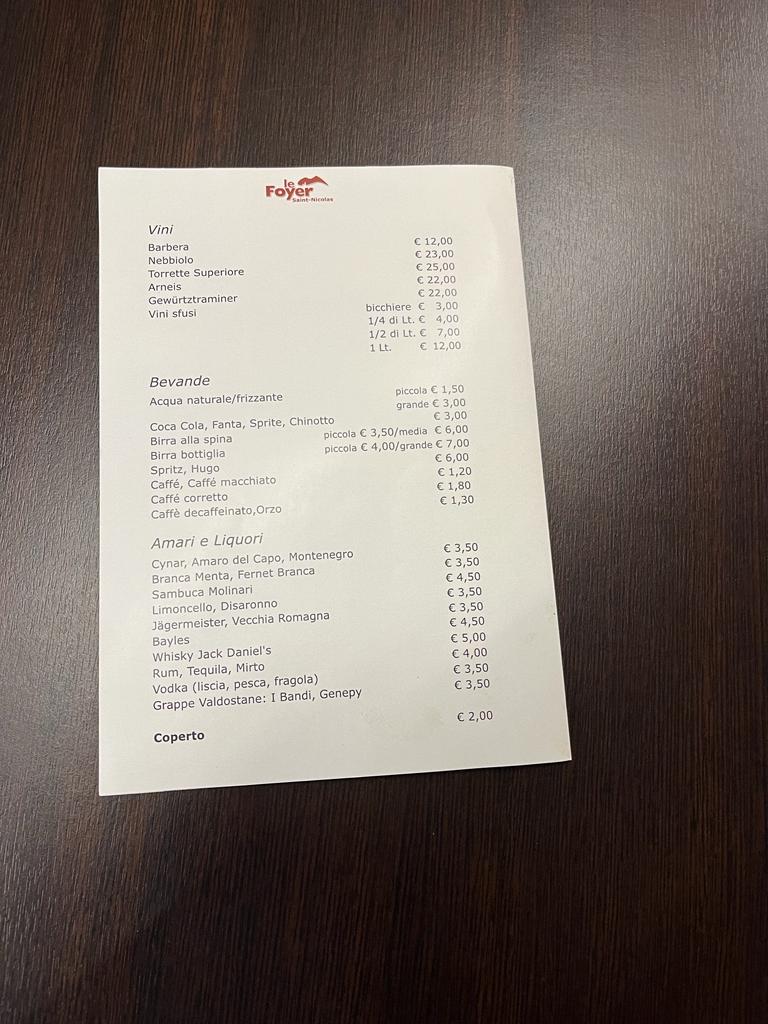 le
Foyer
Saint-Nicolas
Vini
Barbera € 12,00
Nebbiolo € 23,00
Torrette Superiore € 25,00
Arneis € 22,00
Gewürtztraminer € 22,00
Vini sfusi bicchiere € 3,00
1/4 di Lt. € 4,00
1/2 di Lt. € 7,00
1 Lt. € 12,00
Bevande
Acqua naturale/frizzante piccola € 1,50
grande € 3,00
Coca Cola, Fanta, Sprite, Chinotto € 3,00
Birra alla spina piccola € 3,50/media € 6,00
Birra bottiglia piccola € 4,00/grande € 7,00
Spritz, Hugo € 6,00
Caffé, Caffé macchiato € 1,20
Caffé corretto € 1,80
Caffè decaffeinato,Orzo € 1,30
Amari e Liquori
Cynar, Amaro del Capo, Montenegro € 3,50
Branca Menta, Fernet Branca € 3,50
Sambuca Molinari € 4,50
Limoncello, Disaronno € 3,50
Jägermeister, Vecchia Romagna € 3,50
Bayles € 4,50
Whisky Jack Daniel's € 5,00
Rum, Tequila, Mirto € 4,00
Vodka (liscia, pesca, fragola) € 3,50
Grappe Valdostane: I Bandi, Genepy € 3,50
Coperto € 2,00